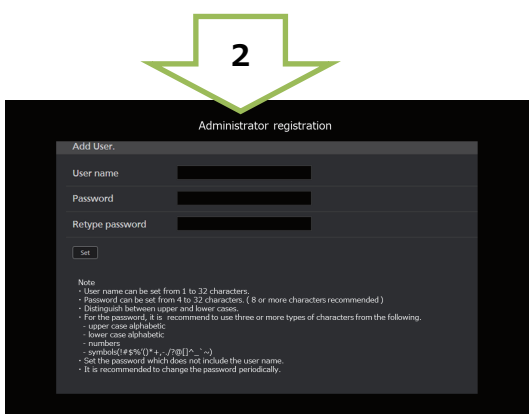 2
Administrator registration
Add User.
User name
Password
Retype password
Set
Note
・User name can be set from 1 to 32 characters.
・Password can be set from 4 to 32 characters. ( 8 or more characters recommended )
・Distinguish between upper and lower cases.
・For the password, it is recommend to use three or more types of characters from the following.
- upper case alphabetic
- lower case alphabetic
- numbers
- symbols(!#$%'()*+,-./?@[]^_`~)
・Set the password which does not include the user name.
・It is recommended to change the password periodically.